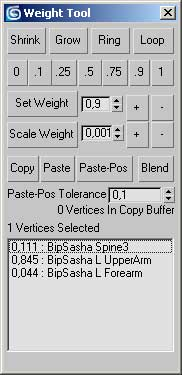 Weight Tool
Shrink Grow Ring Loop
0 .1 .25 .5 .75 .9 1
Set Weight 0,9 + -
Scale Weight 0,001 + -
Copy Paste Paste-Pos Blend
Paste-Pos Tolerance 0,1
0 Vertices In Copy Buffer
1 Vertices Selected
0,111 : BipSasha Spine3
0,845 : BipSasha L UpperArm
0,044 : BipSasha L Forearm